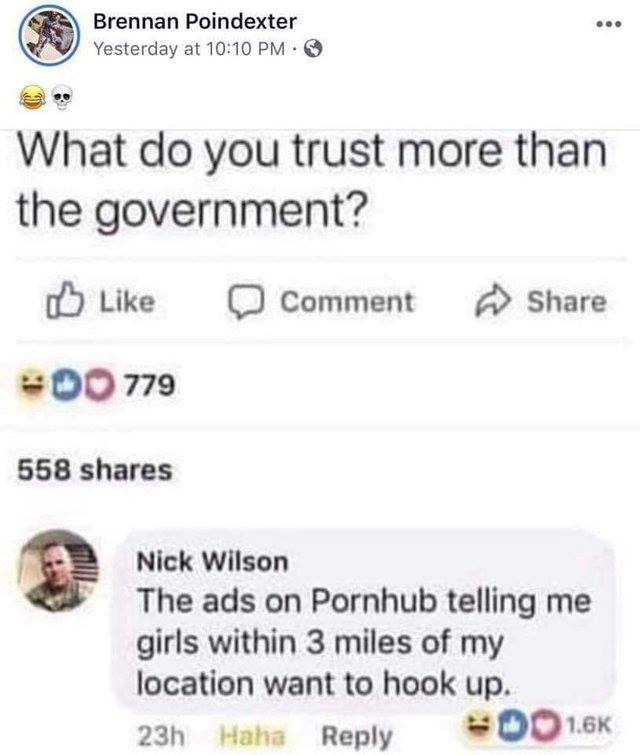 Brennan Poindexter
Yesterday at 10:10 PM ·
😂💀
What do you trust more than
the government?
Like Comment Share
779
558 shares
Nick Wilson
The ads on Pornhub telling me
girls within 3 miles of my
location want to hook up.
23h Haha Reply 1.6K